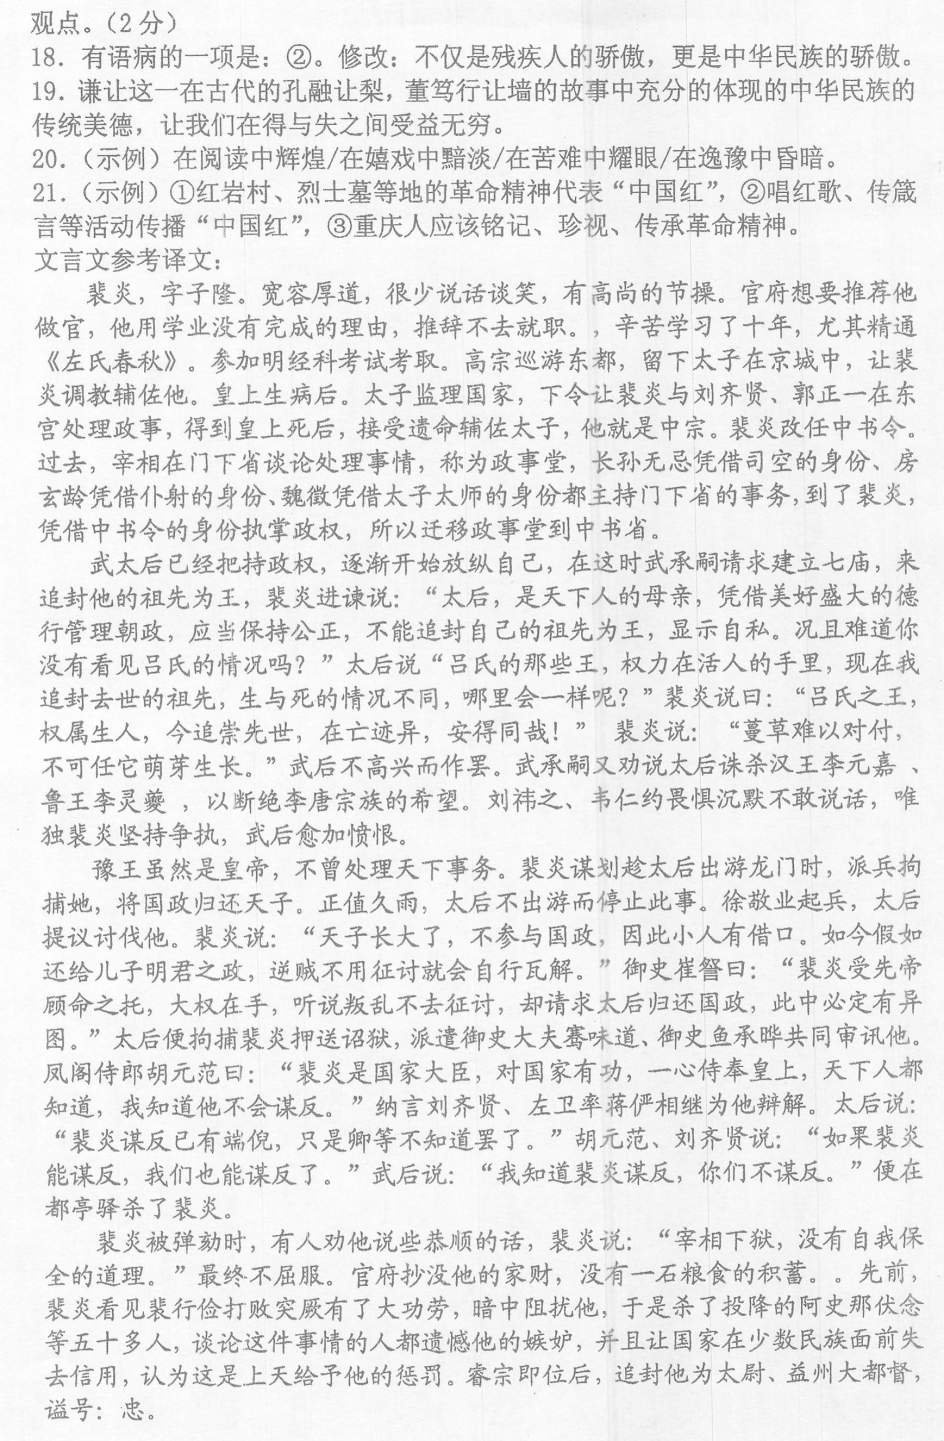 观点。（2 分）
18．有语病的一项是：②。修改：不仅是残疾人的骄傲，更是中华民族的骄傲。
19．谦让这一在古代的孔融让梨，董笃行让墙的故事中充分的体现的中华民族的
传统美德，让我们在得与失之间受益无穷。
20．（示例）在阅读中辉煌/在嬉戏中黯淡/在苦难中耀眼/在逸豫中昏暗。
21．（示例）①红岩村、烈士墓等地的革命精神代表“中国红”，②唱红歌、传箴
言等活动传播“中国红”，③重庆人应该铭记、珍视、传承革命精神。
文言文参考译文：
裴炎，字子隆。宽容厚道，很少说话谈笑，有高尚的节操。官府想要推荐他
做官，他用学业没有完成的理由，推辞不去就职。，辛苦学习了十年，尤其精通
《左氏春秋》。参加明经科考试考取。高宗巡游东都，留下太子在京城中，让裴
炎调教辅佐他。皇上生病后。太子监理国家，下令让裴炎与刘齐贤、郭正一在东
宫处理政事，得到皇上死后，接受遗命辅佐太子，他就是中宗。裴炎改任中书令。
过去，宰相在门下省谈论处理事情，称为政事堂，长孙无忌凭借司空的身份、房
玄龄凭借仆射的身份、魏徵凭借太子太师的身份都主持门下省的事务，到了裴炎，
凭借中书令的身份执掌政权，所以迁移政事堂到中书省。
武太后已经把持政权，逐渐开始放纵自己，在这时武承嗣请求建立七庙，来
追封他的祖先为王，裴炎进谏说：“太后，是天下人的母亲，凭借美好盛大的德
行管理朝政，应当保持公正，不能追封自己的祖先为王，显示自私。况且难道你
没有看见吕氏的情况吗？”太后说“吕氏的那些王，权力在活人的手里，现在我
追封去世的祖先，生与死的情况不同，哪里会一样呢？”裴炎说曰：“吕氏之王，
权属生人，今追崇先世，在亡迹异，安得同哉！” 裴炎说：“蔓草难以对付，
不可任它萌芽生长。”武后不高兴而作罢。武承嗣又劝说太后诛杀汉王李元嘉 、
鲁王李灵夔 ，以断绝李唐宗族的希望。刘祎之、韦仁约畏惧沉默不敢说话，唯
独裴炎坚持争执，武后愈加愤恨。
豫王虽然是皇帝，不曾处理天下事务。裴炎谋划趁太后出游龙门时，派兵拘
捕她，将国政归还天子。正值久雨，太后不出游而停止此事。徐敬业起兵，太后
提议讨伐他。裴炎说：“天子长大了，不参与国政，因此小人有借口。如今假如
还给儿子明君之政，逆贼不用征讨就会自行瓦解。”御史崔詧曰：“裴炎受先帝
顾命之托，大权在手，听说叛乱不去征讨，却请求太后归还国政，此中必定有异
图。”太后便拘捕裴炎押送诏狱，派遣御史大夫骞味道、御史鱼承晔共同审讯他。
凤阁侍郎胡元范曰：“裴炎是国家大臣，对国家有功，一心侍奉皇上，天下人都
知道，我知道他不会谋反。”纳言刘齐贤、左卫率蒋俨相继为他辩解。太后说：
“裴炎谋反已有端倪，只是卿等不知道罢了。”胡元范、刘齐贤说：“如果裴炎
能谋反，我们也能谋反了。”武后说：“我知道裴炎谋反，你们不谋反。”便在
都亭驿杀了裴炎。
裴炎被弹劾时，有人劝他说些恭顺的话，裴炎说：“宰相下狱，没有自我保
全的道理。”最终不屈服。官府抄没他的家财，没有一石粮食的积蓄。。先前，
裴炎看见裴行俭打败突厥有了大功劳，暗中阻扰他，于是杀了投降的阿史那伏念
等五十多人，谈论这件事情的人都遗憾他的嫉妒，并且让国家在少数民族面前失
去信用，认为这是上天给予他的惩罚。睿宗即位后，追封他为太尉、益州大都督，
谥号：忠。